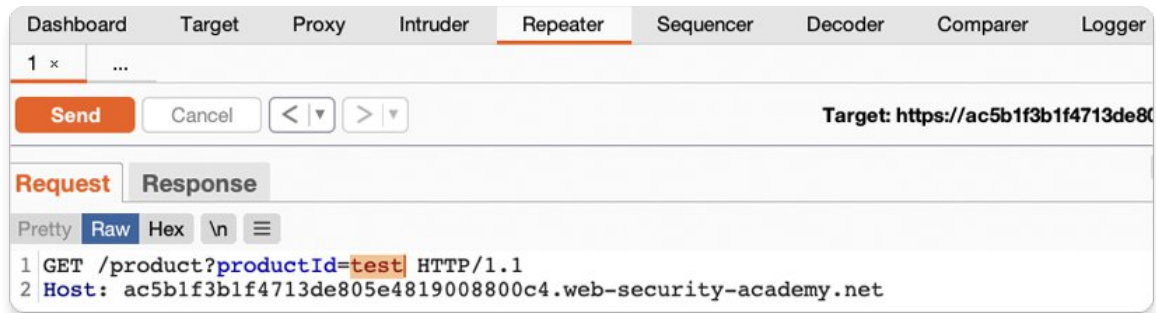 Dashboard Target Proxy Intruder Repeater Sequencer Decoder Comparer Logger
1 × ...
Send Cancel < ▼ > ▼ Target: https://ac5b1f3b1f4713de80
Request Response
Pretty Raw Hex \n ≡
1 GET /product?productId=test HTTP/1.1
2 Host: ac5b1f3b1f4713de805e4819008800c4.web-security-academy.net